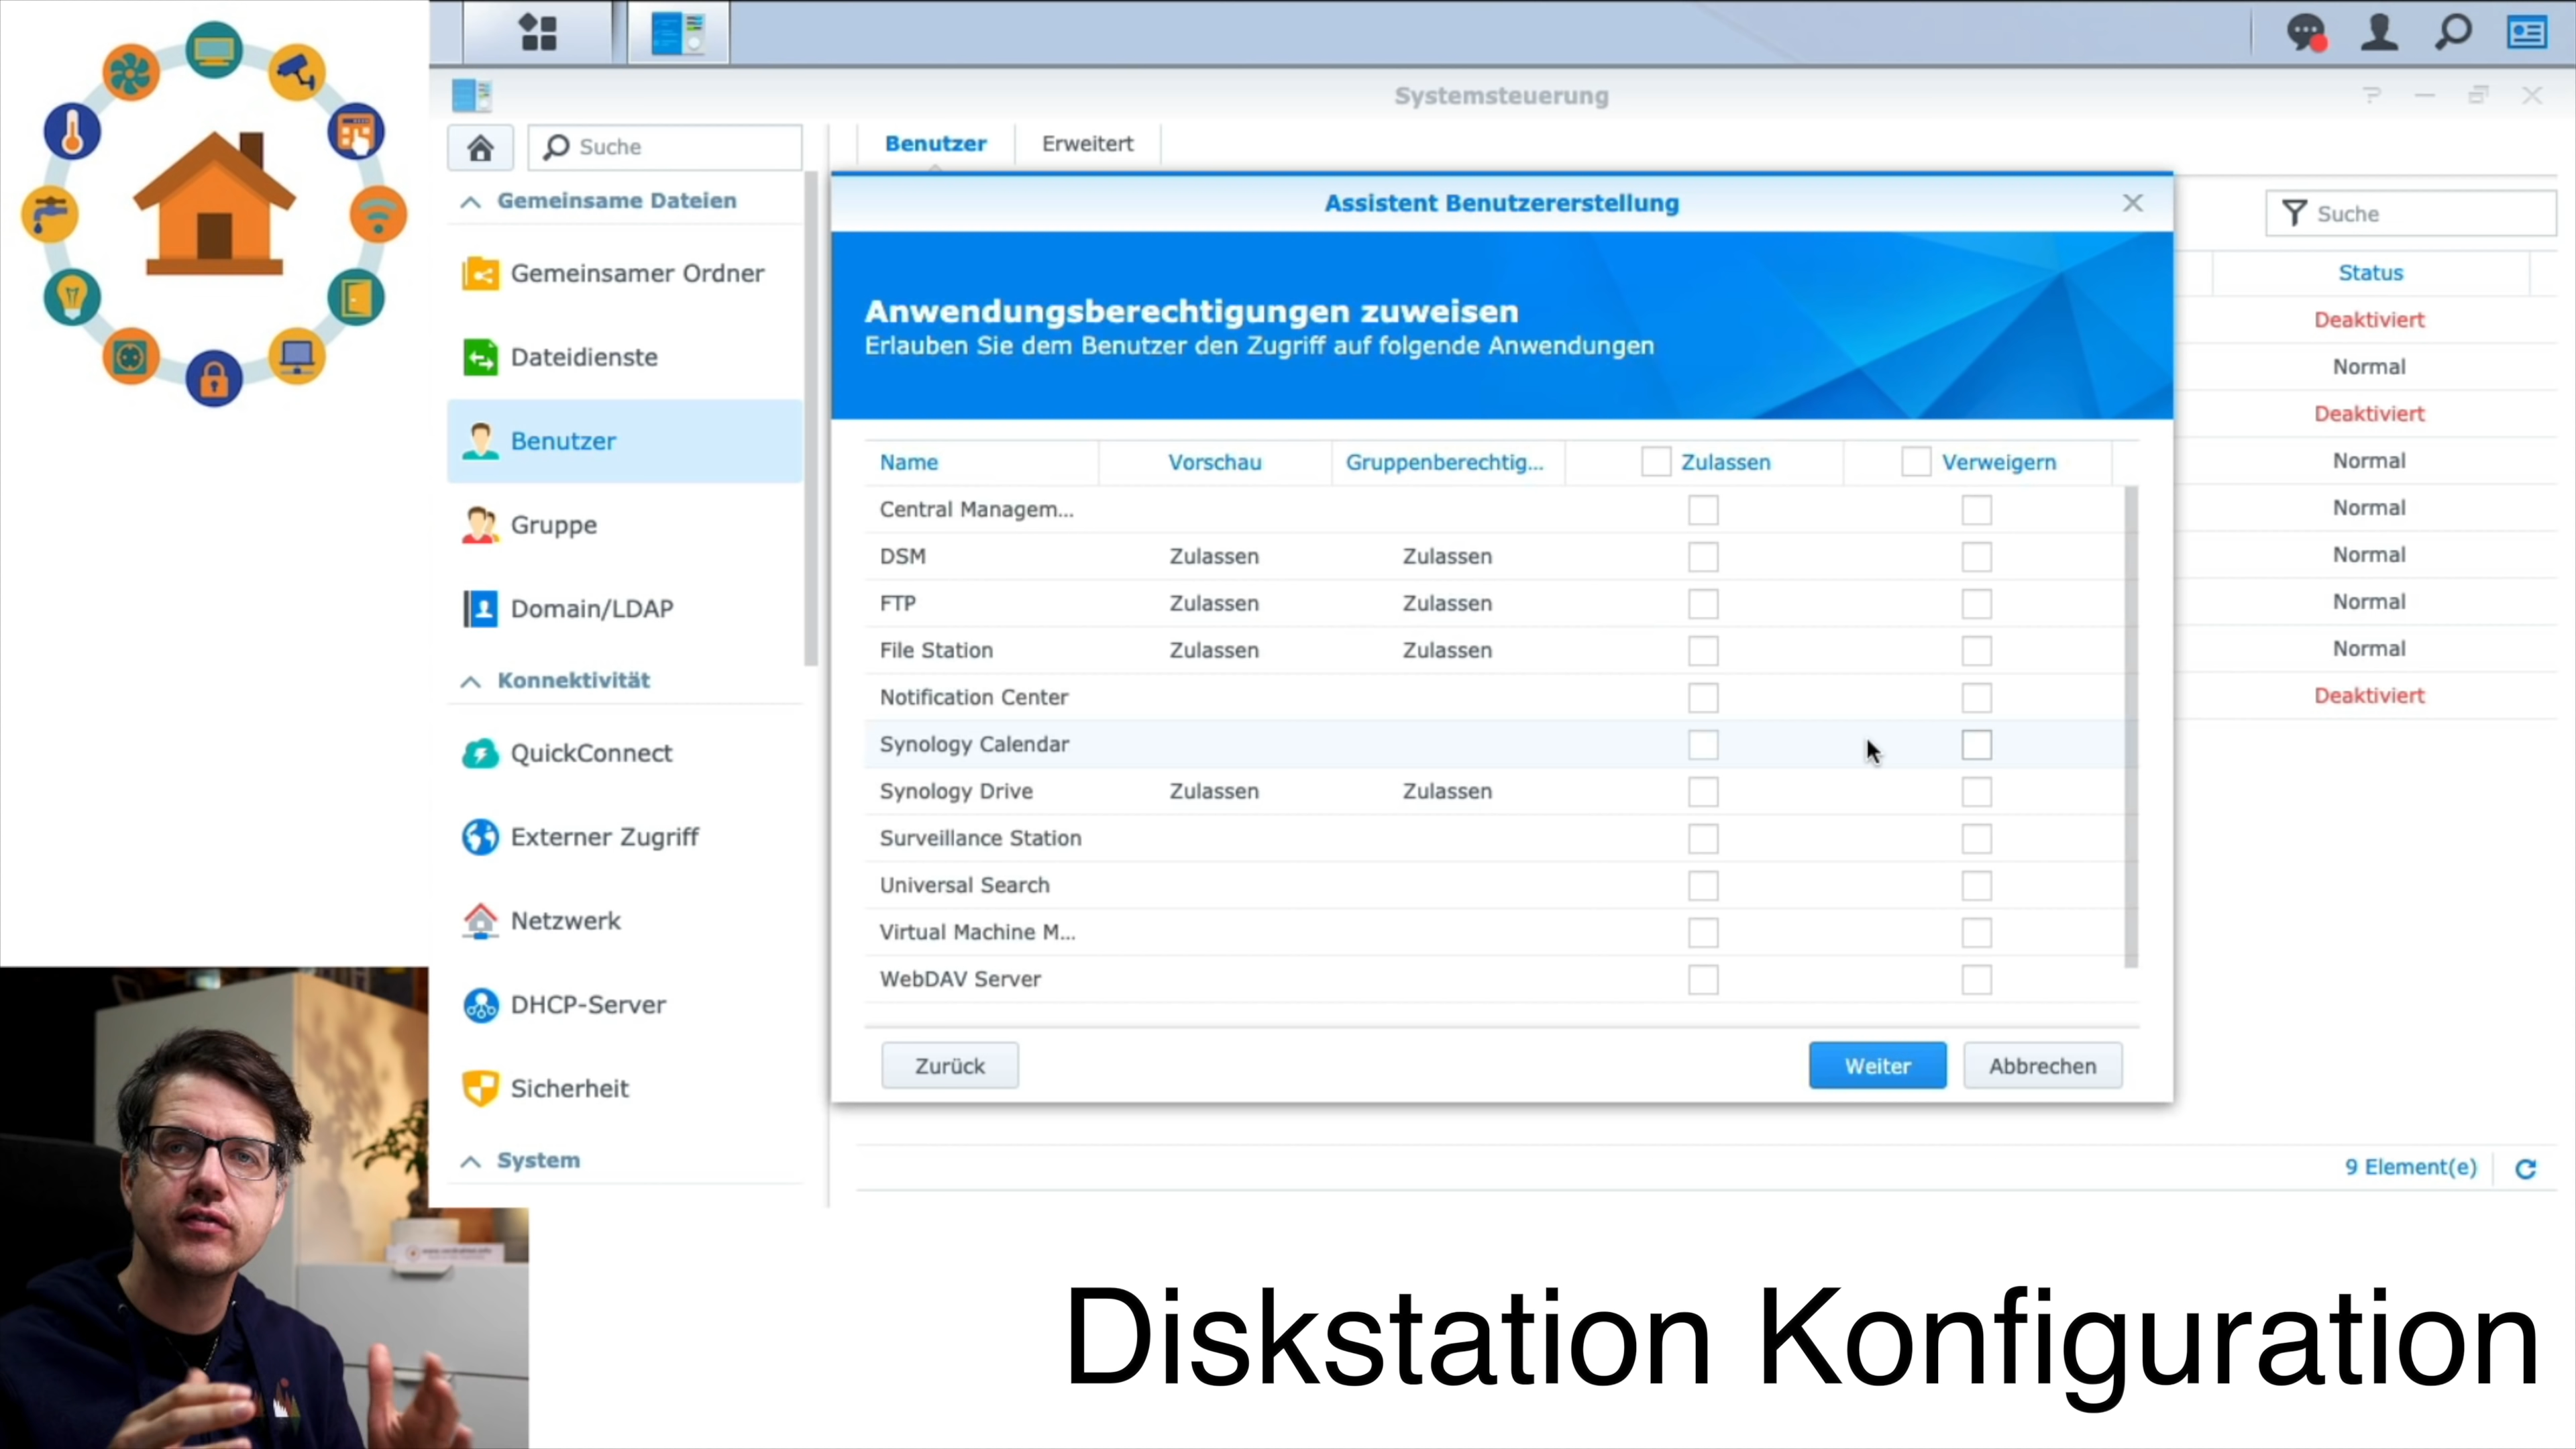 Systemsteuerung
Suche
Benutzer
Erweitert
Gemeinsame Dateien
Gemeinsamer Ordner
Dateidienste
Benutzer
Gruppe
Domain/LDAP
Konnektivität
QuickConnect
Externer Zugriff
Netzwerk
DHCP-Server
Sicherheit
System
Assistent Benutzererstellung
Anwendungsberechtigungen zuweisen
Erlauben Sie dem Benutzer den Zugriff auf folgende Anwendungen
Name Vorschau Gruppenberechtig... Zulassen Verweigern
Central Managem...
DSM Zulassen Zulassen
FTP Zulassen Zulassen
File Station Zulassen Zulassen
Notification Center
Synology Calendar
Synology Drive Zulassen Zulassen
Surveillance Station
Universal Search
Virtual Machine M...
WebDAV Server
Zurück
Weiter
Abbrechen
Suche
Status
Deaktiviert
Normal
Deaktiviert
Normal
Normal
Normal
Normal
Normal
Deaktiviert
9 Element(e)
Diskstation Konfiguration